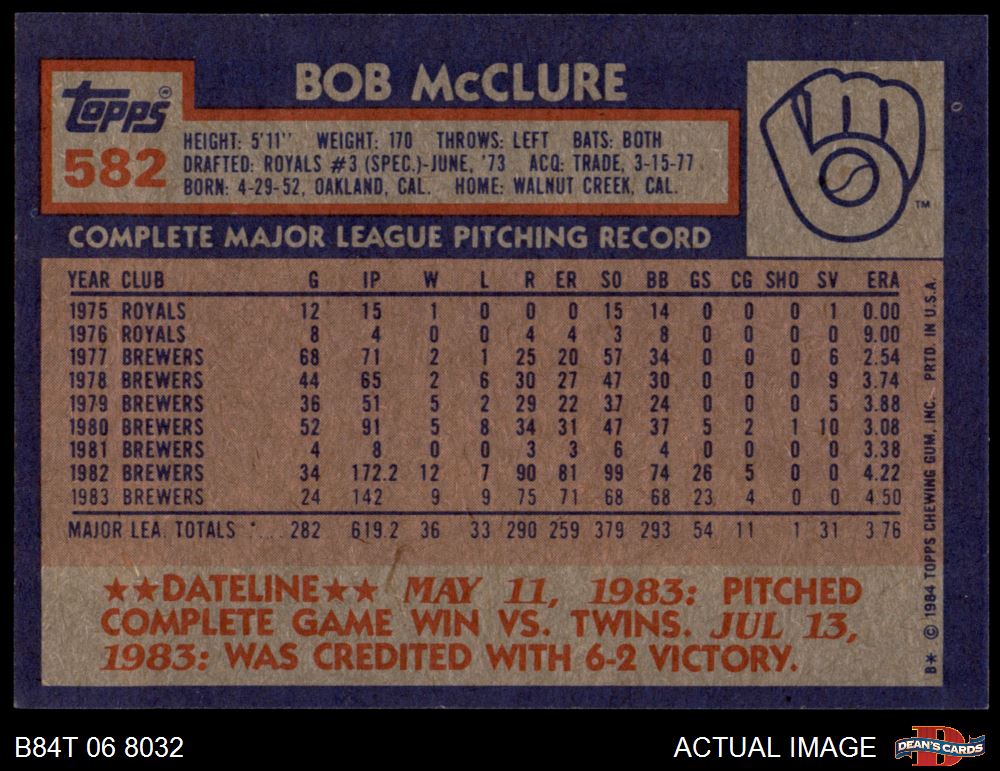 Topps ®
582
BOB McCLURE
HEIGHT: 5'11'' WEIGHT: 170 THROWS: LEFT BATS: BOTH
DRAFTED: ROYALS #3 (SPEC.)-JUNE, '73 ACQ: TRADE, 3-15-77
BORN: 4-29-52, OAKLAND, CAL. HOME: WALNUT CREEK, CAL.
TM
COMPLETE MAJOR LEAGUE PITCHING RECORD
YEAR CLUB G IP W L R ER SO BB GS CG SHO SV ERA
1975 ROYALS 12 15 1 0 0 0 15 14 0 0 0 1 0.00
1976 ROYALS 8 4 0 0 4 4 3 8 0 0 0 0 9.00
1977 BREWERS 68 71 2 1 25 20 57 34 0 0 0 6 2.54
1978 BREWERS 44 65 2 6 30 27 47 30 0 0 0 9 3.74
1979 BREWERS 36 51 5 2 29 22 37 24 0 0 0 5 3.88
1980 BREWERS 52 91 5 8 34 31 47 37 5 2 1 10 3.08
1981 BREWERS 4 8 0 0 3 3 6 4 0 0 0 0 3.38
1982 BREWERS 34 172.2 12 7 90 81 99 74 26 5 0 0 4.22
1983 BREWERS 24 142 9 9 75 71 68 68 23 4 0 0 4.50
MAJOR LEA. TOTALS 282 619.2 36 33 290 259 379 293 54 11 1 31 3.76
★★DATELINE★★ MAY 11, 1983: PITCHED
COMPLETE GAME WIN VS. TWINS. JUL 13,
1983: WAS CREDITED WITH 6-2 VICTORY.
B* © 1984 TOPPS CHEWING GUM, INC. PRTD. IN U.S.A.
B84T 06 8032
ACTUAL IMAGE
DEAN'S CARDS